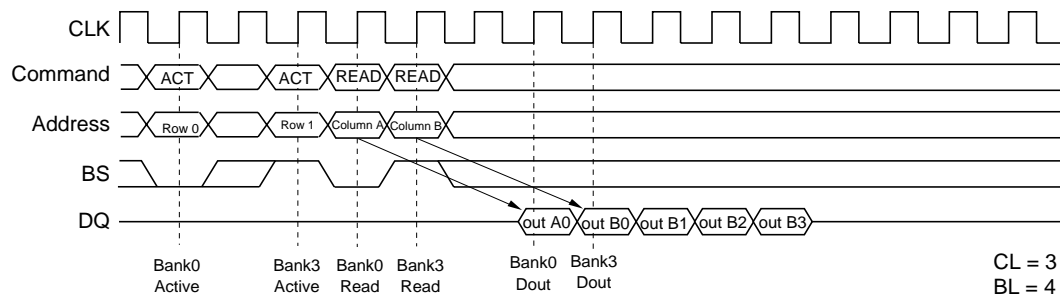 CLK
Command ACT ACT READ READ
Address Row 0 Row 1 Column A Column B
BS
DQ out A0 out B0 out B1 out B2 out B3
Bank0 Active
Bank3 Active
Bank0 Read
Bank3 Read
Bank0 Dout
Bank3 Dout
CL = 3
BL = 4